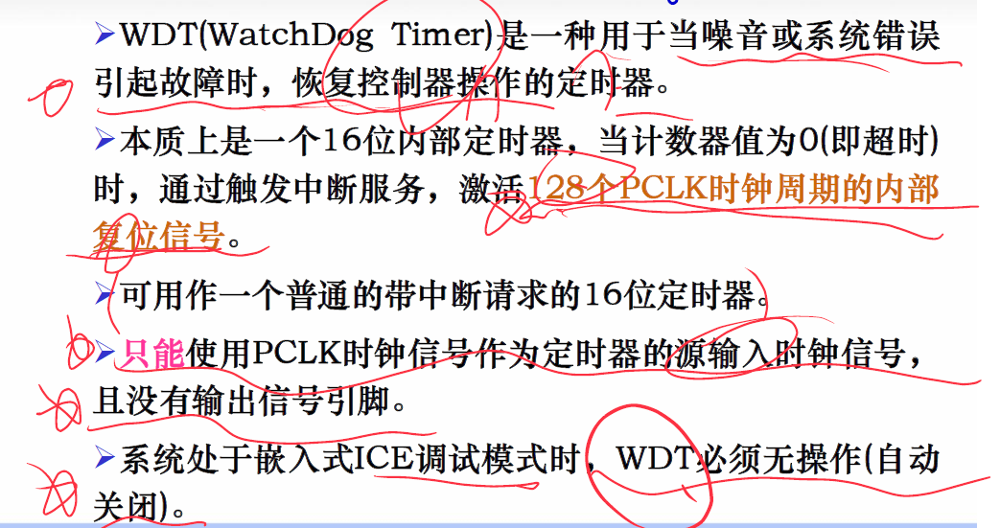 ➢WDT(WatchDog Timer)是一种用于当噪音或系统错误
引起故障时，恢复控制器操作的定时器。
➢本质上是一个16位内部定时器，当计数器值为0(即超时)
时，通过触发中断服务，激活128个PCLK时钟周期的内部
复位信号。
➢可用作一个普通的带中断请求的16位定时器。
➢只能使用PCLK时钟信号作为定时器的源输入时钟信号，
且没有输出信号引脚。
➢系统处于嵌入式ICE调试模式时，WDT必须无操作(自动
关闭)。